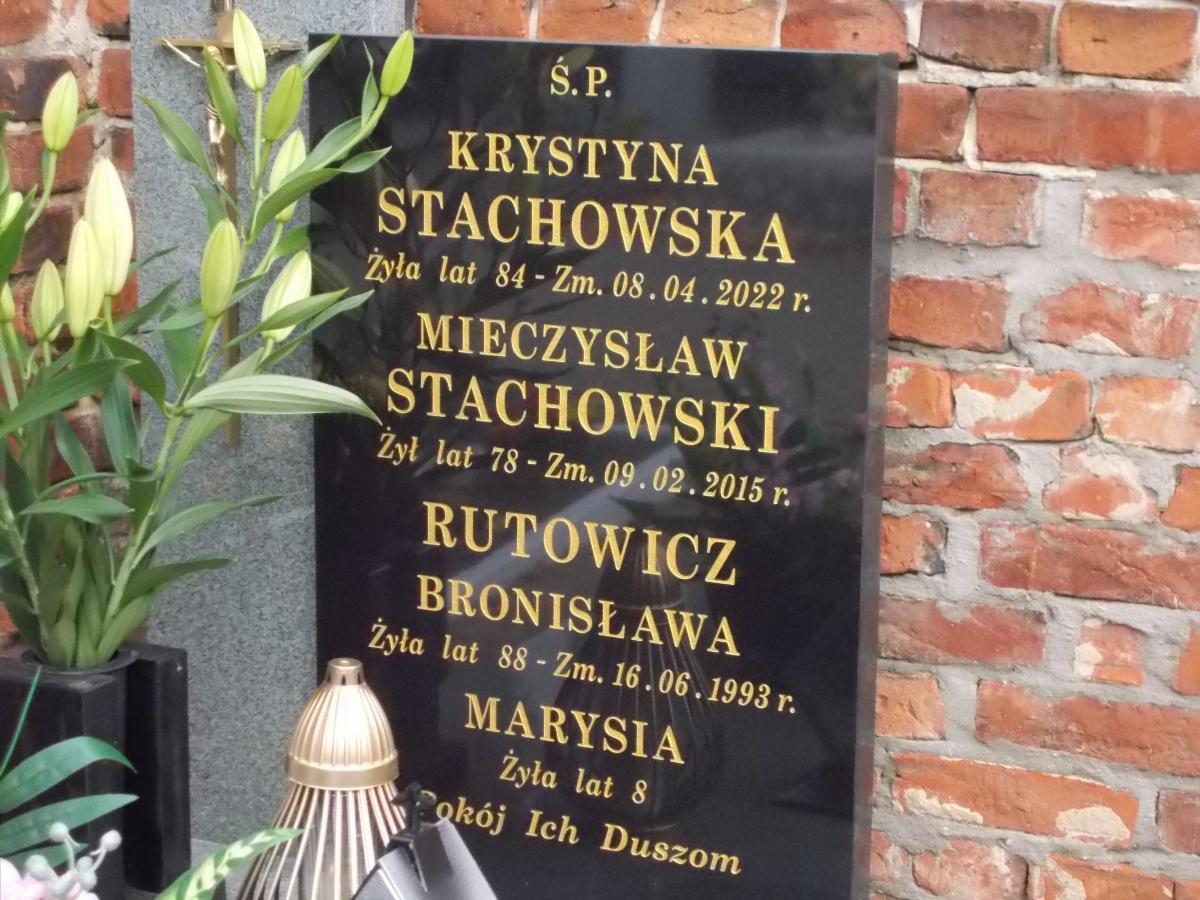 Ś.P.
KRYSTYNA
STACHOWSKA
Żyła lat 84 - Zm. 08.04.2022 r.
MIECZYSŁAW
STACHOWSKI
Żył lat 78 - Zm. 09.02.2015 r.
RUTOWICZ
BRONISŁAWA
Żyła lat 88 - Zm. 16.06.1993 r.
MARYSIA
Żyła lat 8
Pokój Ich Duszom